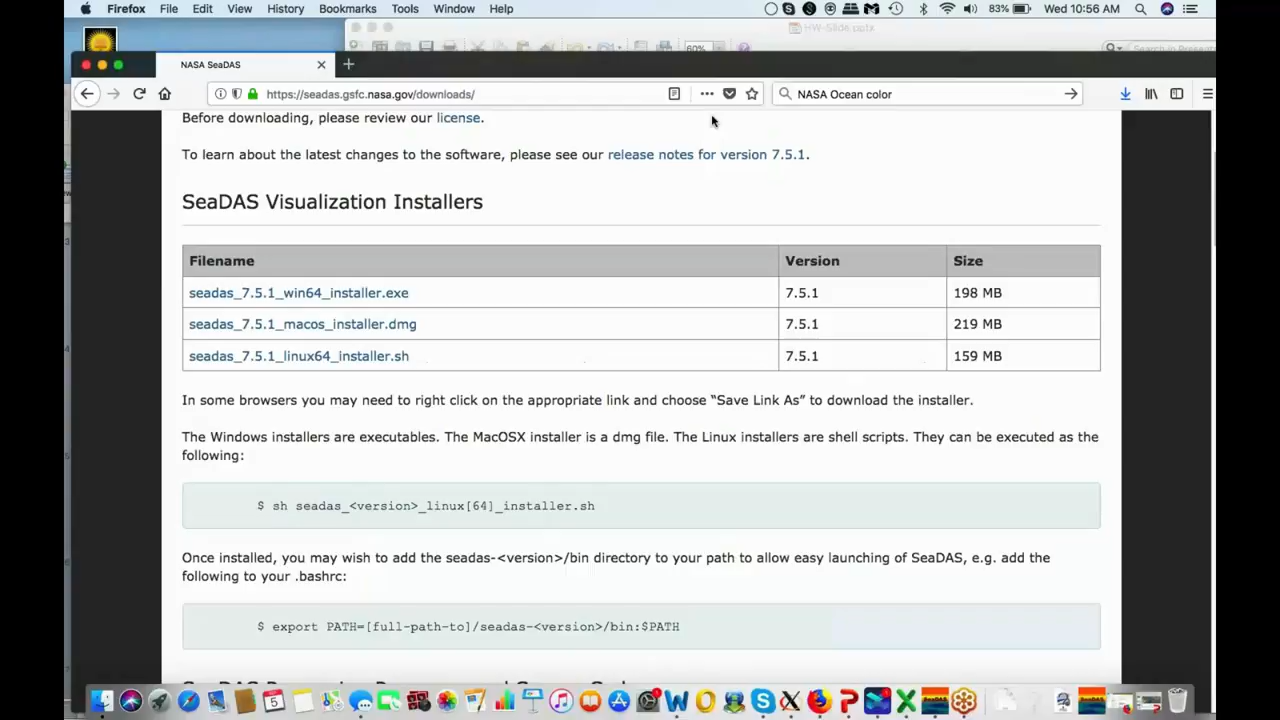 Firefox File Edit View History Bookmarks Tools Window Help 83% Wed 10:56 AM
HW-Slide.pptx
60% Search in Present
NASA SeaDAS
https://seadas.gsfc.nasa.gov/downloads/ NASA Ocean color
Before downloading, please review our license.
To learn about the latest changes to the software, please see our release notes for version 7.5.1.
SeaDAS Visualization Installers
Filename Version Size
seadas_7.5.1_win64_installer.exe 7.5.1 198 MB
seadas_7.5.1_macos_installer.dmg 7.5.1 219 MB
seadas_7.5.1_linux64_installer.sh 7.5.1 159 MB
In some browsers you may need to right click on the appropriate link and choose “Save Link As” to download the installer.
The Windows installers are executables. The MacOSX installer is a dmg file. The Linux installers are shell scripts. They can be executed as the
following:
$ sh seadas_<version>_linux[64]_installer.sh
Once installed, you may wish to add the seadas-<version>/bin directory to your path to allow easy launching of SeaDAS, e.g. add the
following to your .bashrc:
$ export PATH=[full-path-to]/seadas-<version>/bin:$PATH